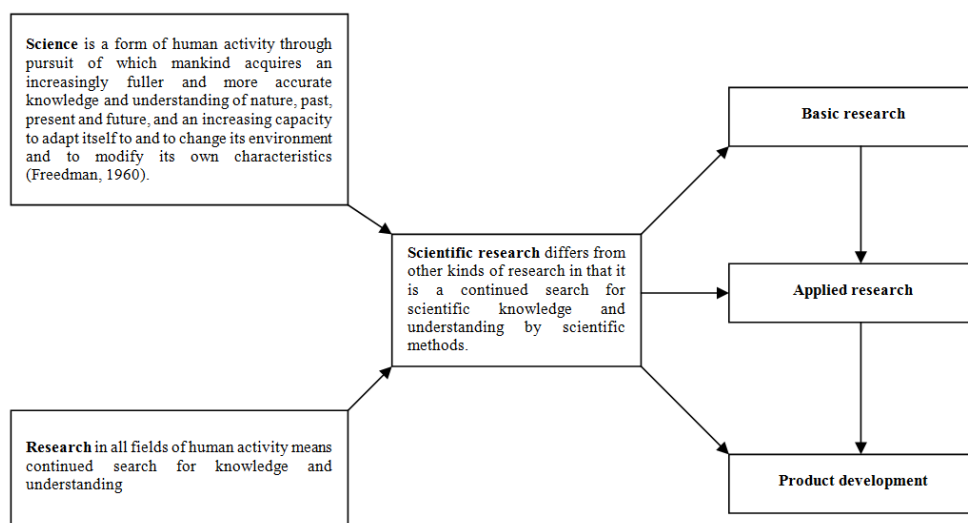 Science is a form of human activity through
pursuit of which mankind acquires an
increasingly fuller and more accurate
knowledge and understanding of nature, past,
present and future, and an increasing capacity
to adapt itself to and to change its environment
and to modify its own characteristics
(Freedman, 1960).
Research in all fields of human activity means
continued search for knowledge and
understanding
Scientific research differs from
other kinds of research in that it
is a continued search for
scientific knowledge and
understanding by scientific
methods.
Basic research
Applied research
Product development